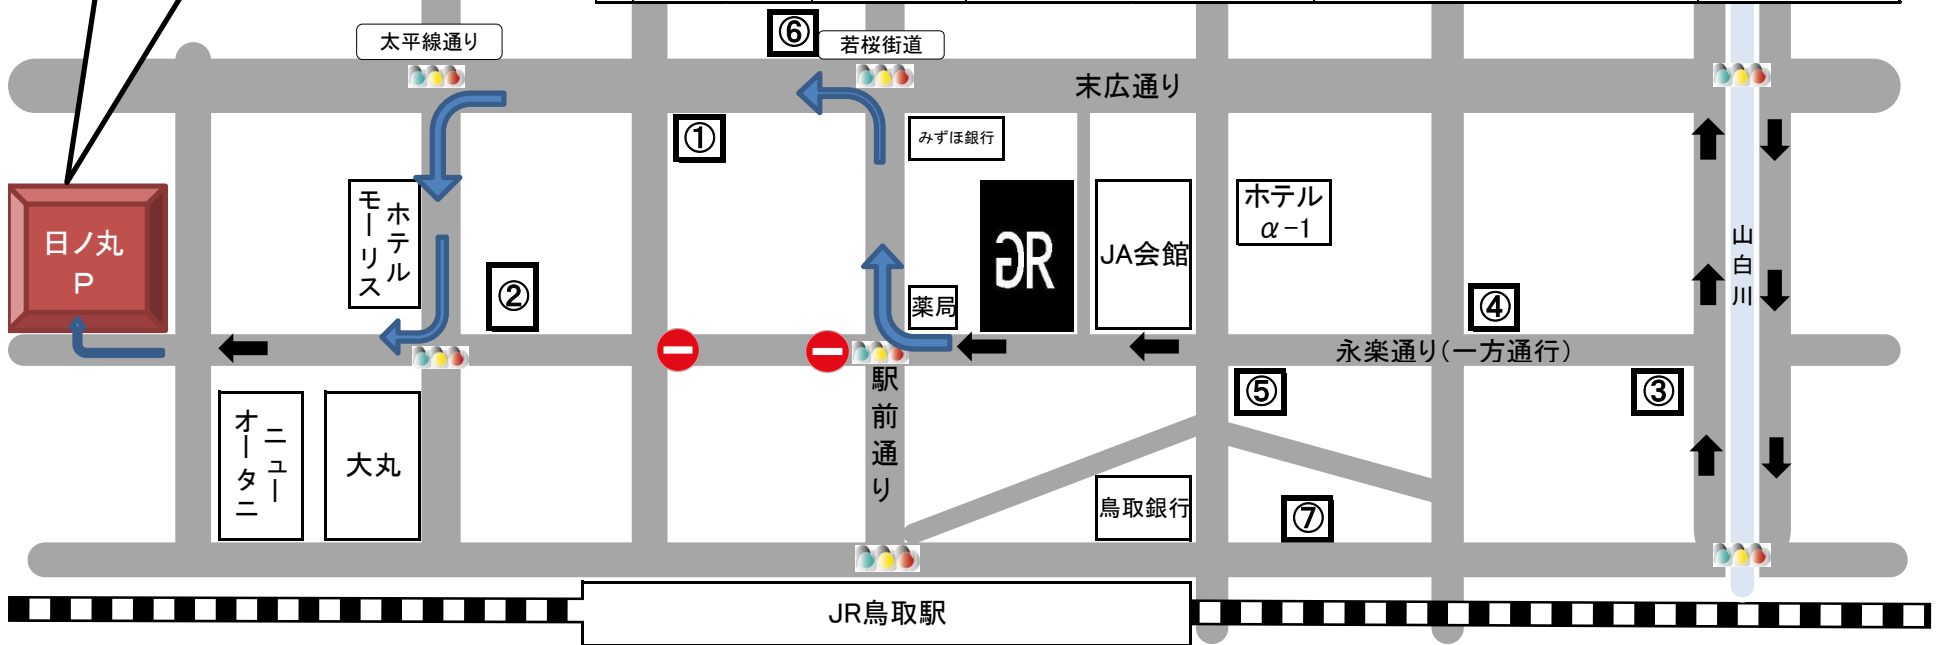 ⑥
太平線通り
若桜街道
末広通り
①
みずほ銀行
日ノ丸
P
ホテル
モーリス
②
薬局
GR
JA会館
ホテル
α-1
④
山白川
永楽通り(一方通行)
駅前通り
⑤
③
ニュー
オータニ
大丸
鳥取銀行
⑦
JR鳥取駅